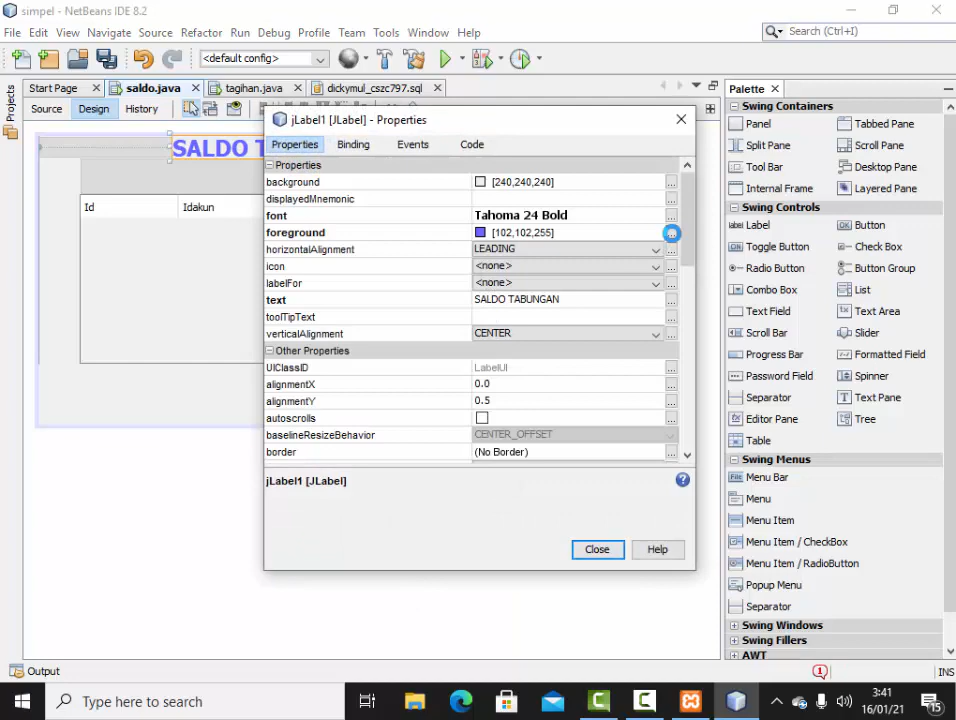 simpel - NetBeans IDE 8.2
File Edit View Navigate Source Refactor Run Debug Profile Team Tools Window Help
Search (Ctrl+I)
<default config>
Start Page saldo.java tagihan.java dickymul_cszc797.sql
Source Design History
Projects
SALDO
Id Idakun
jLabel1 [JLabel] - Properties
Properties Binding Events Code
Properties
background [240,240,240] ...
displayedMnemonic ...
font Tahoma 24 Bold ...
foreground [102,102,255] ...
horizontalAlignment LEADING ...
icon <none> ...
labelFor <none> ...
text SALDO TABUNGAN ...
toolTipText ...
verticalAlignment CENTER ...
Other Properties
UIClassID LabelUI ...
alignmentX 0.0 ...
alignmentY 0.5 ...
autoscrolls ...
baselineResizeBehavior CENTER_OFFSET
border (No Border) ...
jLabel1 [JLabel]
Close Help
Palette
Swing Containers
Panel Tabbed Pane
Split Pane Scroll Pane
Tool Bar Desktop Pane
Internal Frame Layered Pane
Swing Controls
Label Button
Toggle Button Check Box
Radio Button Button Group
Combo Box List
Text Field Text Area
Scroll Bar Slider
Progress Bar Formatted Field
Password Field Spinner
Separator Text Pane
Editor Pane Tree
Table
Swing Menus
Menu Bar
Menu
Menu Item
Menu Item / CheckBox
Menu Item / RadioButton
Popup Menu
Separator
Swing Windows
Swing Fillers
AWT
Output
1
INS
Type here to search
3:41
16/01/21
15